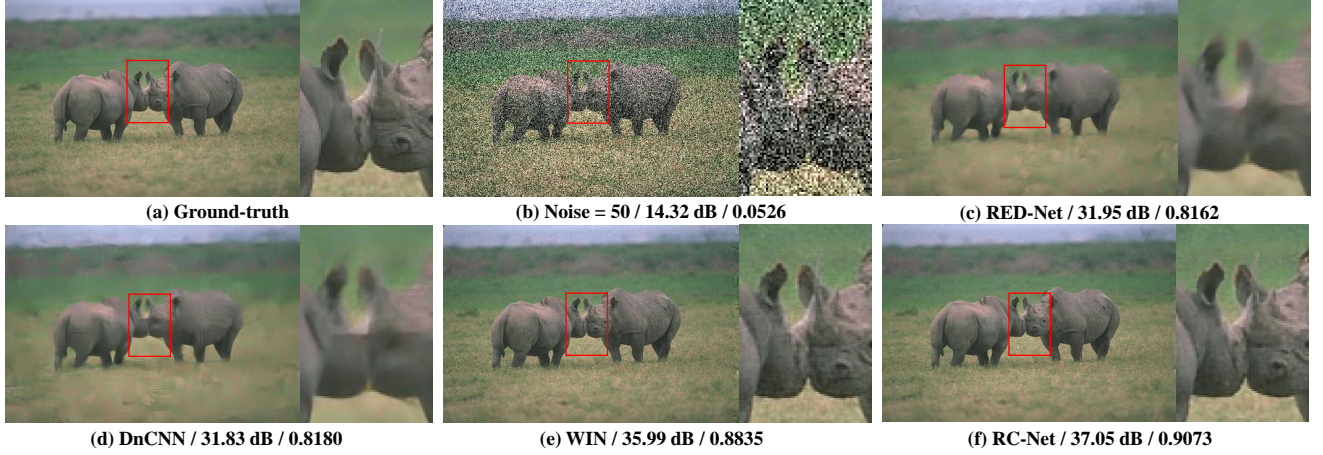 (a) Ground-truth
(b) Noise = 50 / 14.32 dB / 0.0526
(c) RED-Net / 31.95 dB / 0.8162
(d) DnCNN / 31.83 dB / 0.8180
(e) WIN / 35.99 dB / 0.8835
(f) RC-Net / 37.05 dB / 0.9073